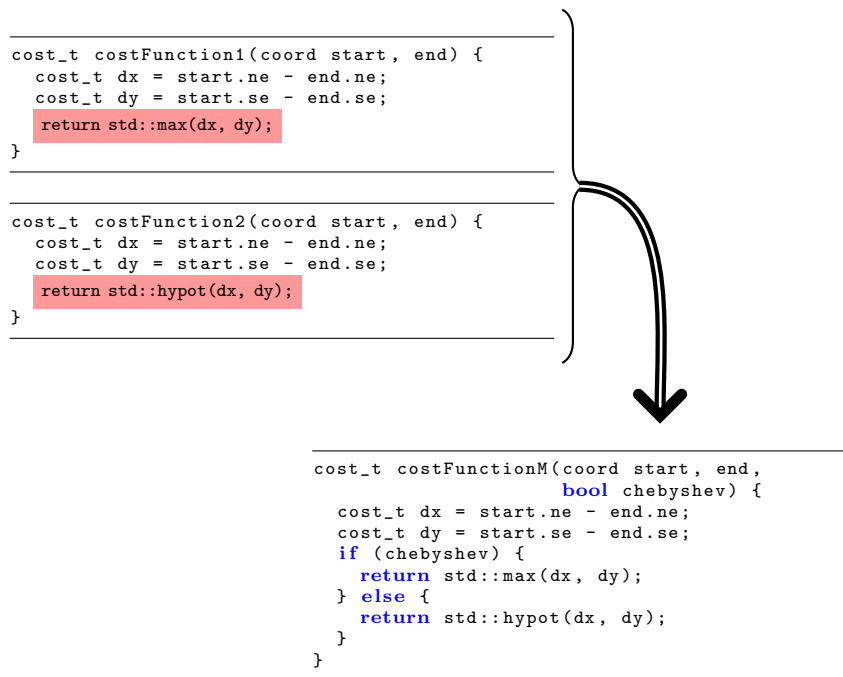 cost_t costFunction1(coord start, end) {
  cost_t dx = start.ne - end.ne;
  cost_t dy = start.se - end.se;
  return std::max(dx, dy);
}
cost_t costFunction2(coord start, end) {
  cost_t dx = start.ne - end.ne;
  cost_t dy = start.se - end.se;
  return std::hypot(dx, dy);
}
cost_t costFunctionM(coord start, end,
                     bool chebyshev) {
  cost_t dx = start.ne - end.ne;
  cost_t dy = start.se - end.se;
  if (chebyshev) {
    return std::max(dx, dy);
  } else {
    return std::hypot(dx, dy);
  }
}